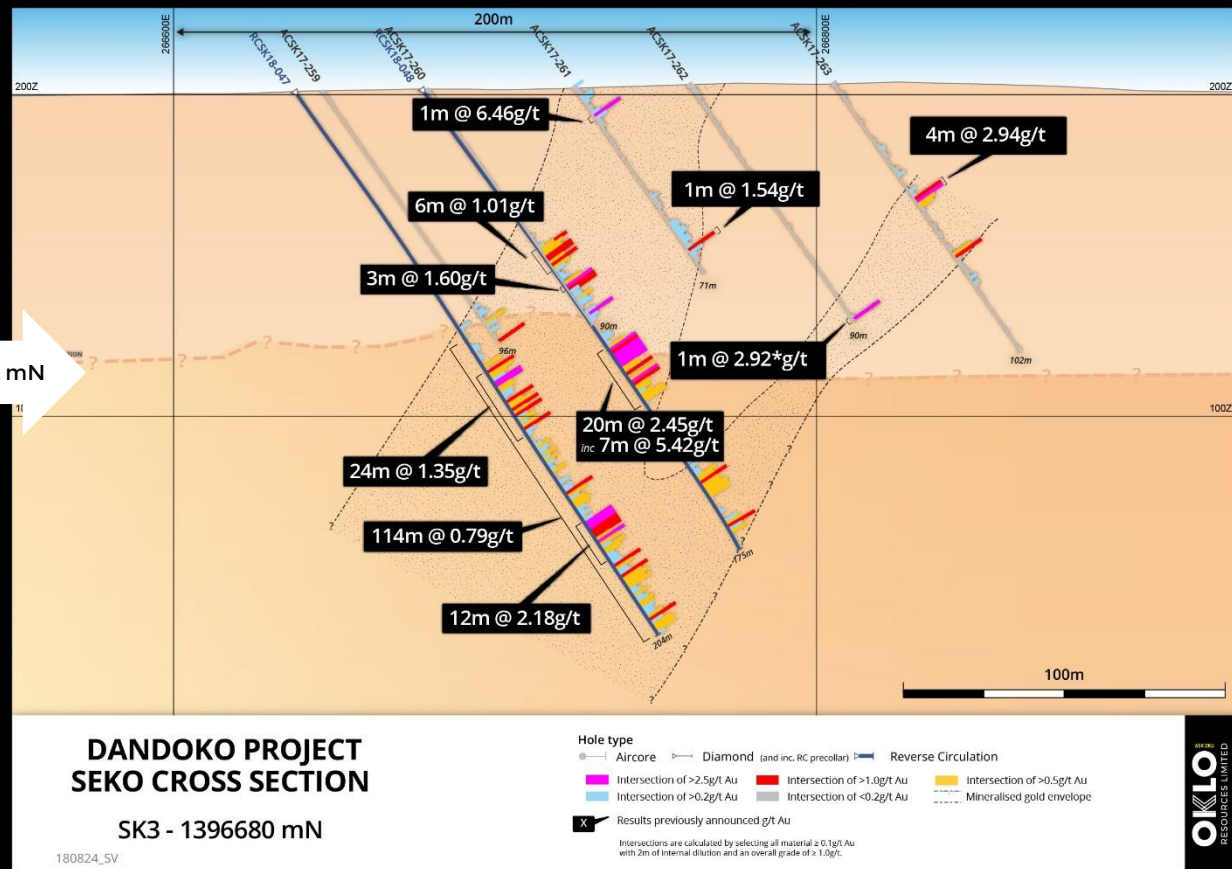 200m
266600E
266800E
RCSK18-047
ACSK17-259
ACSK17-260
RCSK18-048
ACSK17-261
ACSK17-262
ACSK17-263
200Z
200Z
1m @ 6.46g/t
4m @ 2.94g/t
1m @ 1.54g/t
6m @ 1.01g/t
3m @ 1.60g/t
71m
90m
90m
96m
102m
1m @ 2.92*g/t
mN
? ? ? ? ? ? ? ?
100Z
20m @ 2.45g/t
inc 7m @ 5.42g/t
24m @ 1.35g/t
114m @ 0.79g/t
12m @ 2.18g/t
175m
204m
100m
DANDOKO PROJECT
SEKO CROSS SECTION
SK3 - 1396680 mN
180824_SV
Hole type
Aircore Diamond (and inc. RC precollar) Reverse Circulation
Intersection of >2.5g/t Au Intersection of >1.0g/t Au Intersection of >0.5g/t Au
Intersection of >0.2g/t Au Intersection of <0.2g/t Au Mineralised gold envelope
X Results previously announced g/t Au
Intersections are calculated by selecting all material ≥ 0.1g/t Au
with 2m of internal dilution and an overall grade of ≥ 1.0g/t.
ASX:OKU
OKLO
RESOURCES LIMITED